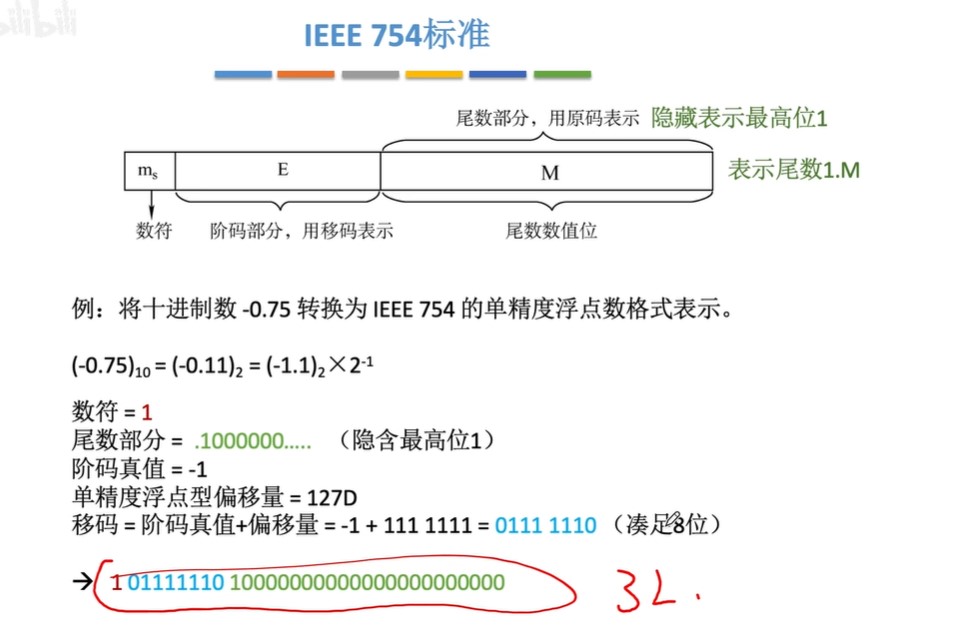 bilibili
IEEE 754标准
尾数部分，用原码表示 隐藏表示最高位1
mₛ E M 表示尾数1.M
数符 阶码部分，用移码表示 尾数数值位
例：将十进制数 -0.75 转换为 IEEE 754 的单精度浮点数格式表示。
(-0.75)₁₀ = (-0.11)₂ = (-1.1)₂×2⁻¹
数符 = 1
尾数部分 = .1000000..... （隐含最高位1）
阶码真值 = -1
单精度浮点型偏移量 = 127D
移码 = 阶码真值+偏移量 = -1 + 111 1111 = 0111 1110 （凑足8位）
→ 1 01111110 10000000000000000000000 32.